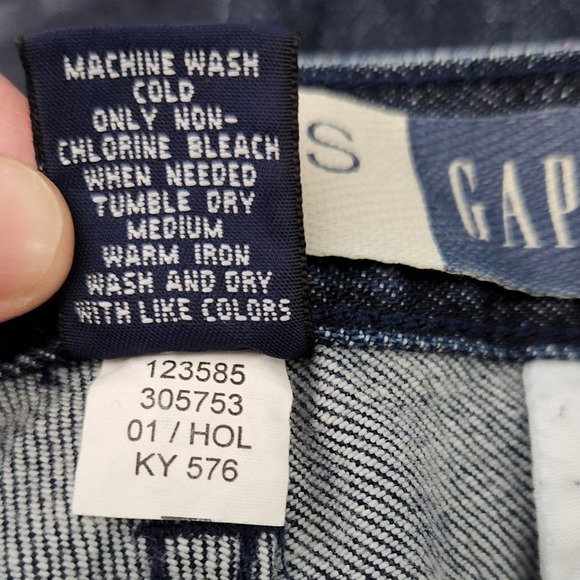 MACHINE WASH
COLD
ONLY NON-
CHLORINE BLEACH
WHEN NEEDED
TUMBLE DRY
MEDIUM
WARM IRON
WASH AND DRY
WITH LIKE COLORS
S
GAP
123585
305753
01 / HOL
KY 576